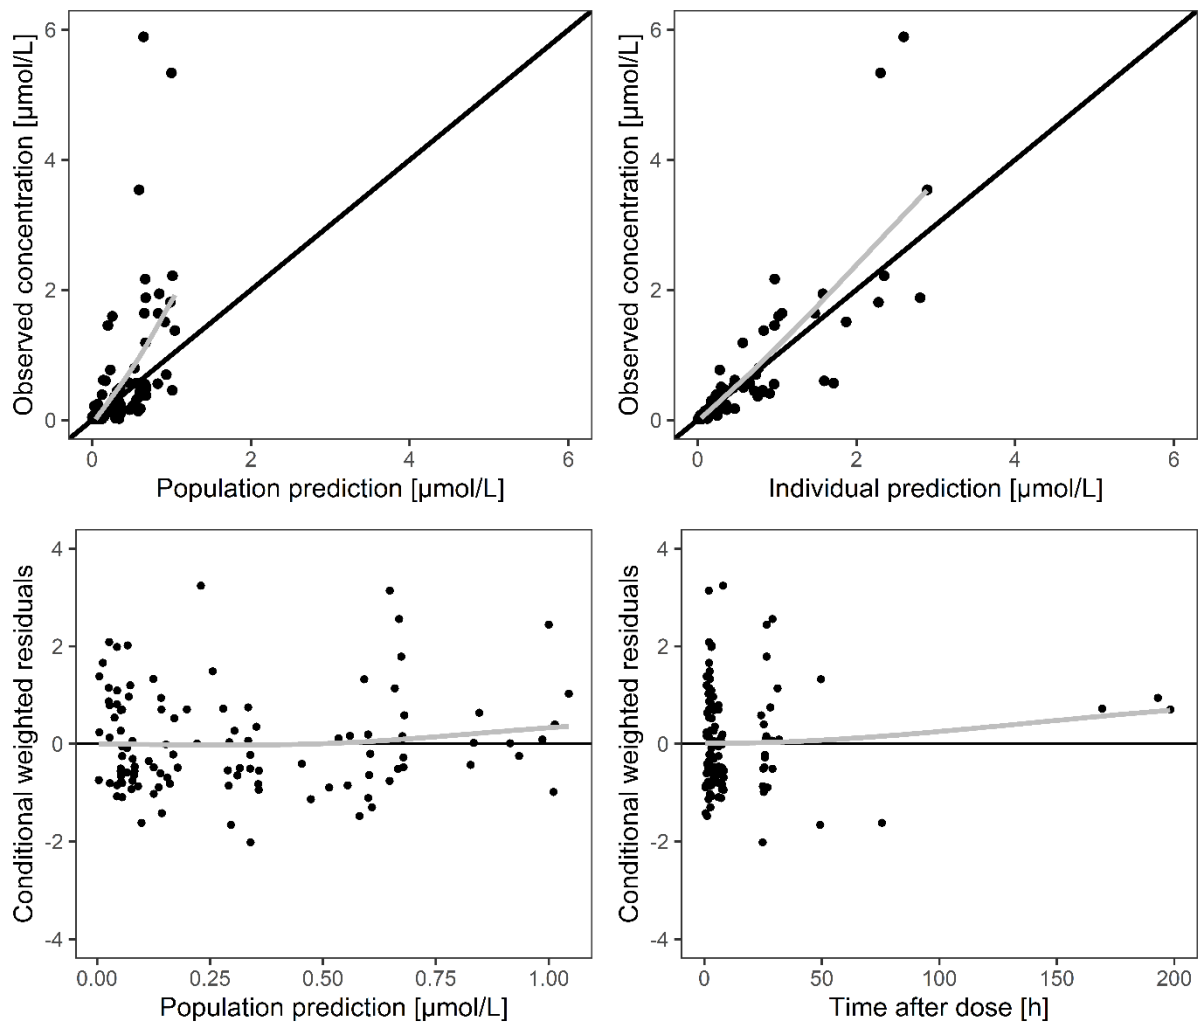 Observed concentration [µmol/L]
6
4
2
0
0 2 4 6
Population prediction [µmol/L]
Observed concentration [µmol/L]
6
4
2
0
0 2 4 6
Individual prediction [µmol/L]
Conditional weighted residuals
4
2
0
-2
-4
0.00 0.25 0.50 0.75 1.00
Population prediction [µmol/L]
Conditional weighted residuals
4
2
0
-2
-4
0 50 100 150 200
Time after dose [h]